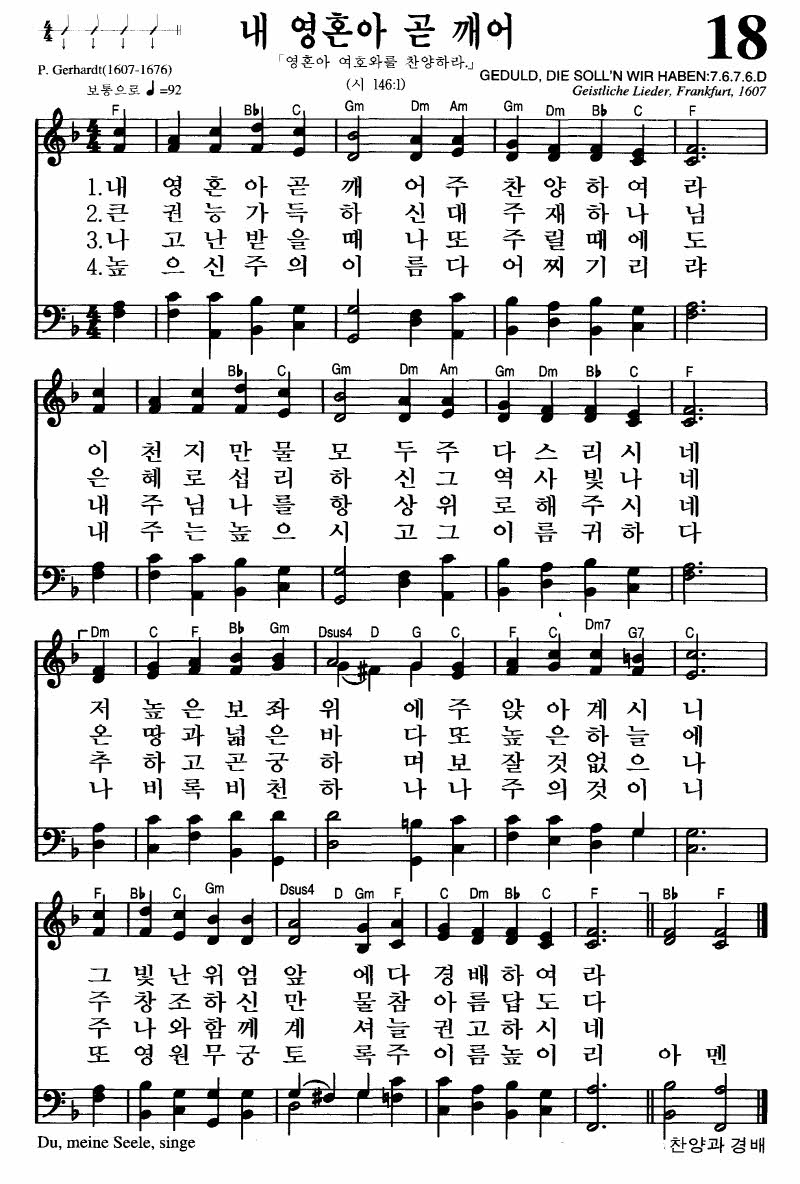 내 영혼아 곧 깨어
18
「영혼아 여호와를 찬양하라.」
(시 146:1)
P. Gerhardt(1607-1676)
GEDULD, DIE SOLL'N WIR HABEN:7.6.7.6.D
Geistliche Lieder, Frankfurt, 1607
보통으로 ♩=92
F Bb C Gm Dm Am Gm Dm Bb C F
1.내 영 혼 아 곧 깨 어 주 찬 양 하 여 라
2.큰 권 능 가 득 하 신 대 주 재 하 나 님
3.나 고 난 받 을 때 나 또 주 릴 때 에 도
4.높 으 신 주 의 이 름 다 어 찌 기 리 랴
Bb C Gm Dm Am Gm Dm Bb C F
이 천 지 만 물 모 두 주 다 스 리 시 네
은 혜 로 섭 리 하 신 그 역 사 빛 나 네
내 주 님 나 를 항 상 위 로 해 주 시 네
내 주 는 높 으 시 고 그 이 름 귀 하 다
Dm C F Bb Gm Dsus4 D G C F C Dm7 G7 C
저 높 은 보 좌 위 에 주 앉 아 계 시 니
온 땅 과 넓 은 바 다 또 높 은 하 늘 에
추 하 고 곤 궁 하 며 보 잘 것 없 으 나
나 비 록 비 천 하 나 나 주 의 것 이 니
F Bb C Gm Dsus4 D Gm F C Dm Bb C F Bb F
그 빛 난 위 엄 앞 에 다 경 배 하 여 라
주 창 조 하 신 만 물 참 아 름 답 도 다
주 나 와 함 께 계 셔 늘 권 고 하 시 네
또 영 원 무 궁 토 록 주 이 름 높 이 리 아 멘
Du, meine Seele, singe
찬양과 경배